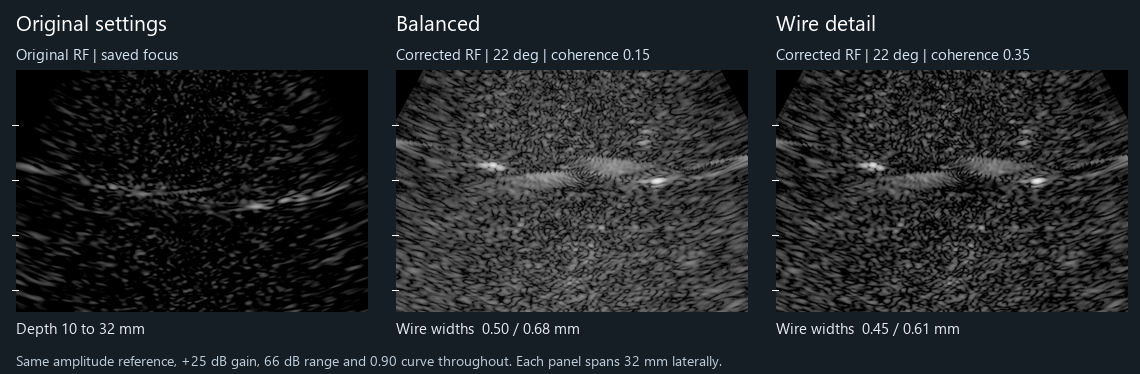 Original settings
Original RF | saved focus
Depth 10 to 32 mm
Balanced
Corrected RF | 22 deg | coherence 0.15
Wire widths  0.50 / 0.68 mm
Wire detail
Corrected RF | 22 deg | coherence 0.35
Wire widths  0.45 / 0.61 mm
Same amplitude reference, +25 dB gain, 66 dB range and 0.90 curve throughout. Each panel spans 32 mm laterally.